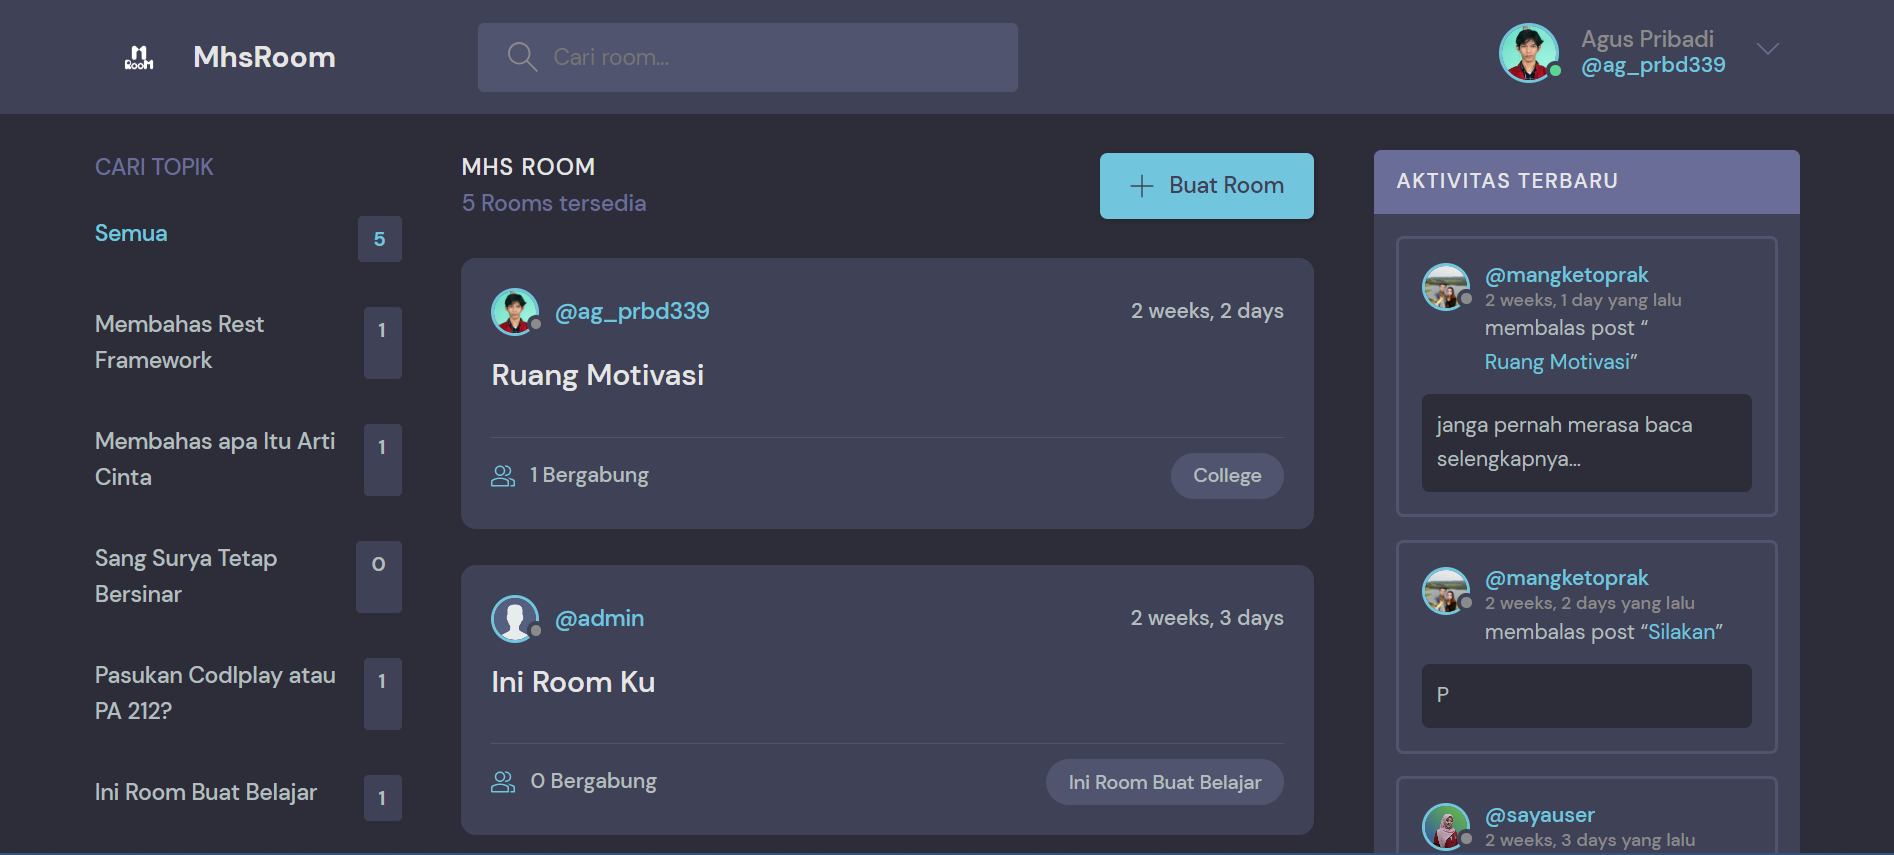 ROOM
MhsRoom
Cari room...
Agus Pribadi
@ag_prbd339
CARI TOPIK
Semua
5
Membahas Rest
Framework
1
Membahas apa Itu Arti
Cinta
1
Sang Surya Tetap
Bersinar
0
Pasukan Codlplay atau
PA 212?
1
Ini Room Buat Belajar
1
MHS ROOM
5 Rooms tersedia
Buat Room
@ag_prbd339
2 weeks, 2 days
Ruang Motivasi
1 Bergabung
College
@admin
2 weeks, 3 days
Ini Room Ku
0 Bergabung
Ini Room Buat Belajar
AKTIVITAS TERBARU
@mangketoprak
2 weeks, 1 day yang lalu
membalas post “
Ruang Motivasi”
janga pernah merasa baca
selengkapnya...
@mangketoprak
2 weeks, 2 days yang lalu
membalas post “Silakan”
P
@sayauser
2 weeks, 3 days yang lalu